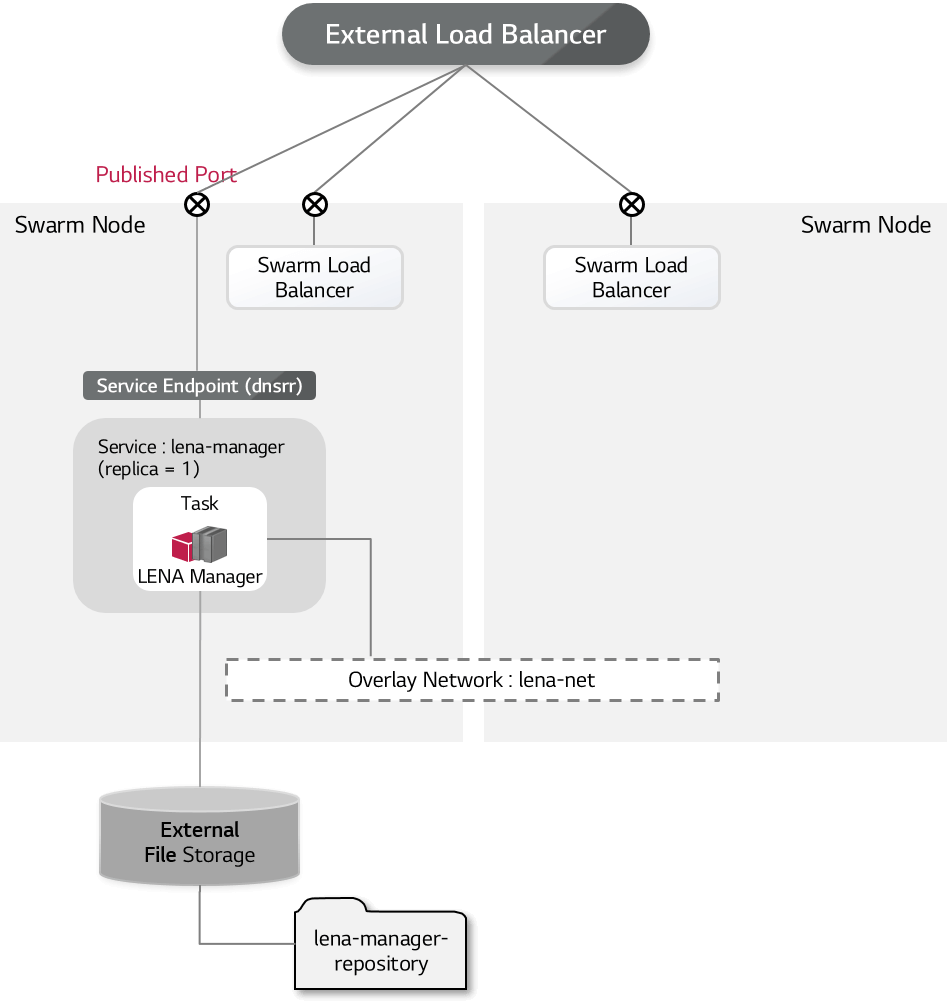 External Load Balancer
Published Port
Swarm Node
Swarm Node
Swarm Load
Balancer
Swarm Load
Balancer
Service Endpoint (dnsrr)
Service : lena-manager
(replica = 1)
Task
LENA Manager
Overlay Network : lena-net
External
File Storage
lena-manager-
repository